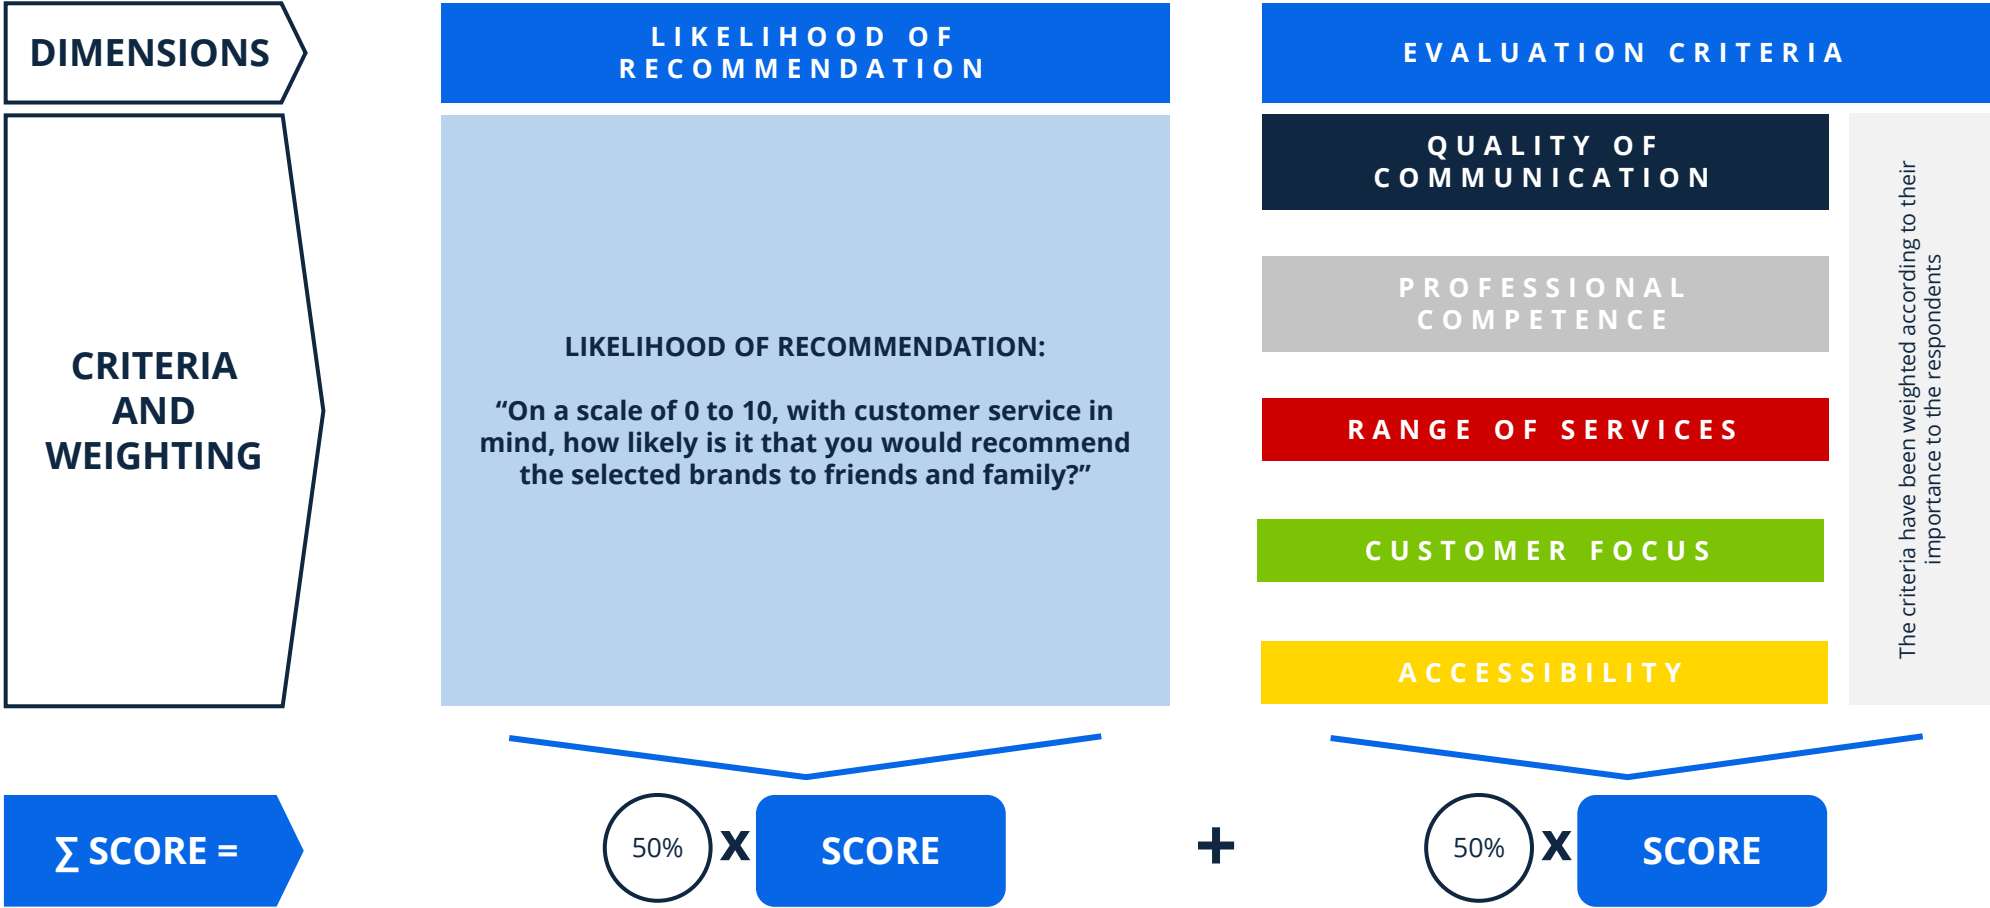 DIMENSIONS
LIKELIHOOD OF
RECOMMENDATION
EVALUATION CRITERIA
CRITERIA
AND
WEIGHTING
LIKELIHOOD OF RECOMMENDATION:
“On a scale of 0 to 10, with customer service in
mind, how likely is it that you would recommend
the selected brands to friends and family?”
QUALITY OF
COMMUNICATION
PROFESSIONAL
COMPETENCE
RANGE OF SERVICES
CUSTOMER FOCUS
ACCESSIBILITY
The criteria have been weighted according to their
importance to the respondents
∑ SCORE =
50%
x
SCORE
+
50%
x
SCORE